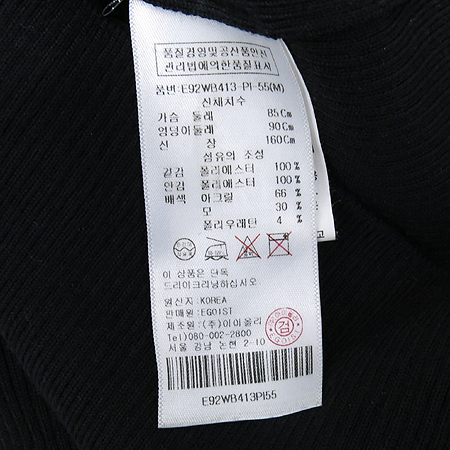 품질경영및공산품안전
관리법에의한품질표시
품번:E92WB413-PI-55(M)
신체치수
가슴 둘레 85Cm
엉덩이둘레 90Cm
신 장 160Cm
섬유의 조성
겉감 폴리에스터 100 %
안감 폴리에스터 100 %
배색 아크릴 66 %
모 30 %
폴리우레탄 4 %
이 상품은 단독
드라이크리닝하십시오
원산지:KOREA
판매원:EGOIST
제조원:(주)아이올리
Tel)080-002-2800
서울 강남 논현 2-10
검
EGOIST
E92WB413PI55
고